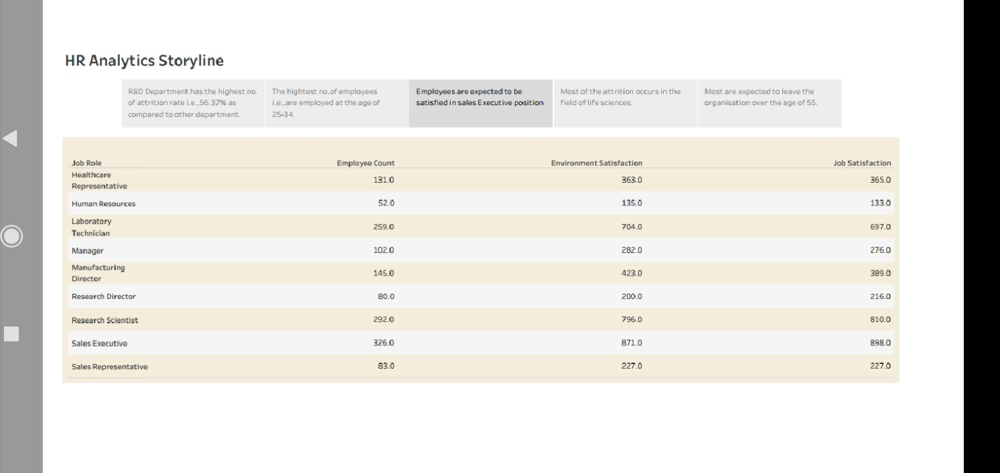 HR Analytics Storyline
R&D Department has the highest no.
of attrition rate i.e.,56.37% as
compared to other department.
The hightest no.of employees
i.e.,are employed at the age of
25-34.
Employees are expected to be
satisfied in sales Executive position
Most of the attrition occurs in the
field of life sciences.
Most are expected to leave the
organisation over the age of 55.
Job Role Employee Count Environment Satisfaction Job Satisfaction
Healthcare
Representative 131.0 363.0 365.0
Human Resources 52.0 135.0 133.0
Laboratory
Technician 259.0 704.0 697.0
Manager 102.0 282.0 276.0
Manufacturing
Director 145.0 423.0 389.0
Research Director 80.0 200.0 216.0
Research Scientist 292.0 796.0 810.0
Sales Executive 326.0 871.0 898.0
Sales Representative 83.0 227.0 227.0